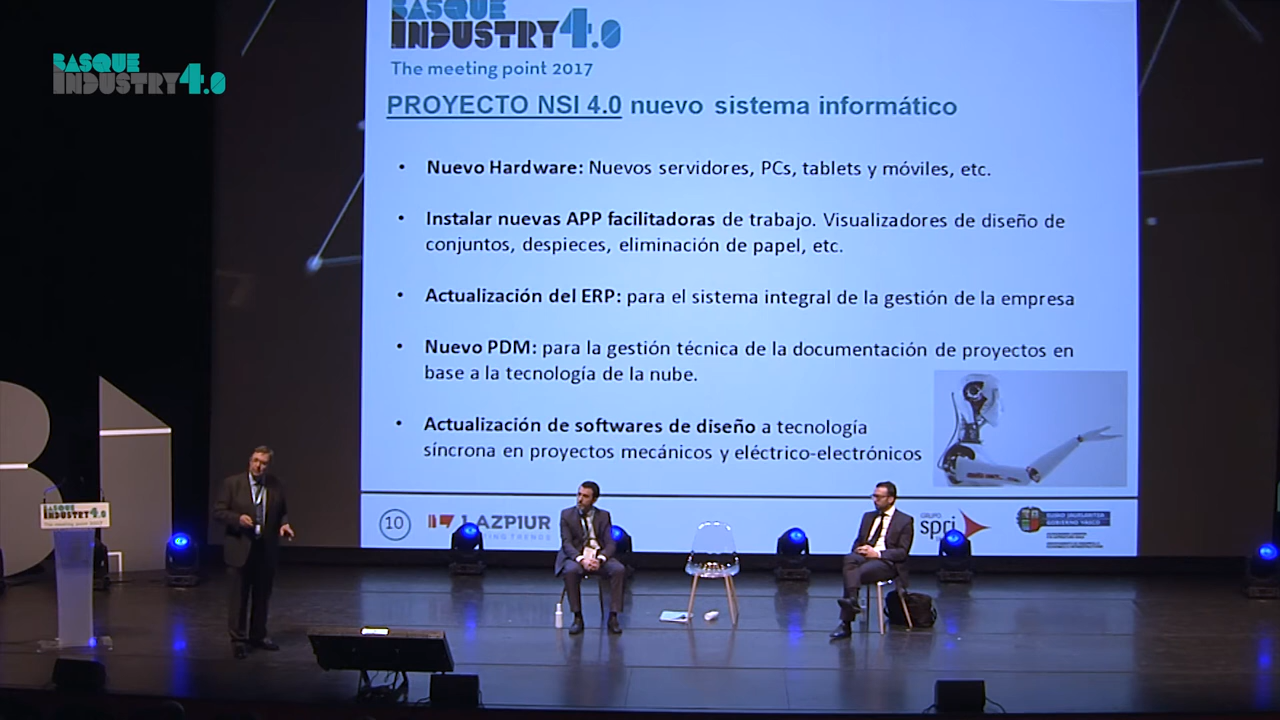 BASQUE
INDUSTRY 4.0
BASQUE
INDUSTRY 4.0
The meeting point 2017
PROYECTO NSI 4.0 nuevo sistema informático
• Nuevo Hardware: Nuevos servidores, PCs, tablets y móviles, etc.
• Instalar nuevas APP facilitadoras de trabajo. Visualizadores de diseño de
conjuntos, despieces, eliminación de papel, etc.
• Actualización del ERP: para el sistema integral de la gestión de la empresa
• Nuevo PDM: para la gestión técnica de la documentación de proyectos en
base a la tecnología de la nube.
• Actualización de softwares de diseño a tecnología
síncrona en proyectos mecánicos y eléctrico-electrónicos
10
LAZPIUR
TRENDS
GRUPO
spri
EUSKO JAURLARITZA
GOBIERNO VASCO
BASQUE
INDUSTRY 4.0
The meeting point 2017